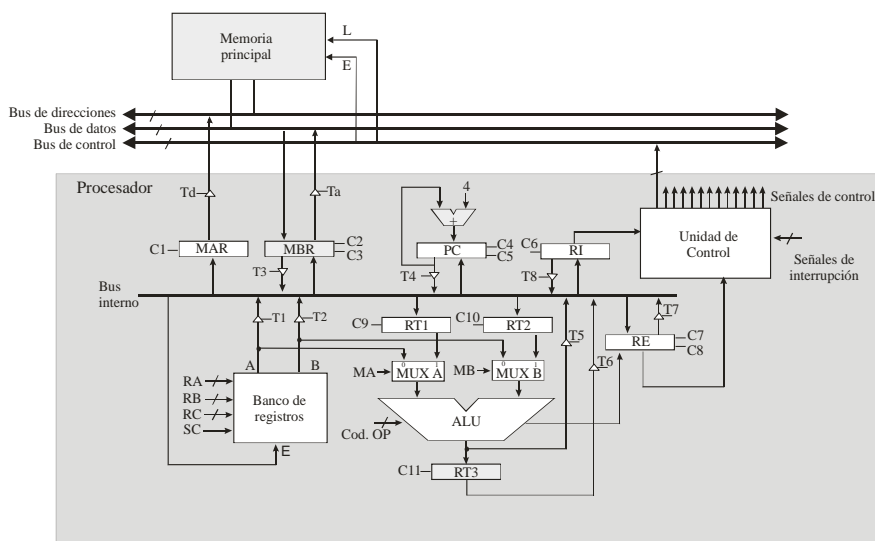 Memoria
principal
L
E
Bus de direcciones
Bus de datos
Bus de control
Procesador
Td
Ta
4
+
Señales de control
C1
MAR
MBR
C2
C3
T3
PC
C4
C5
T4
C6
RI
T8
Unidad de
Control
Señales de
interrupción
Bus
interno
T1
T2
C9
RT1
C10
RT2
T5
T6
T7
RE
C7
C8
A
B
MA
0
1
MUX A
MB
0
1
MUX B
RA
RB
RC
SC
Banco de
registros
E
Cod. OP
ALU
C11
RT3